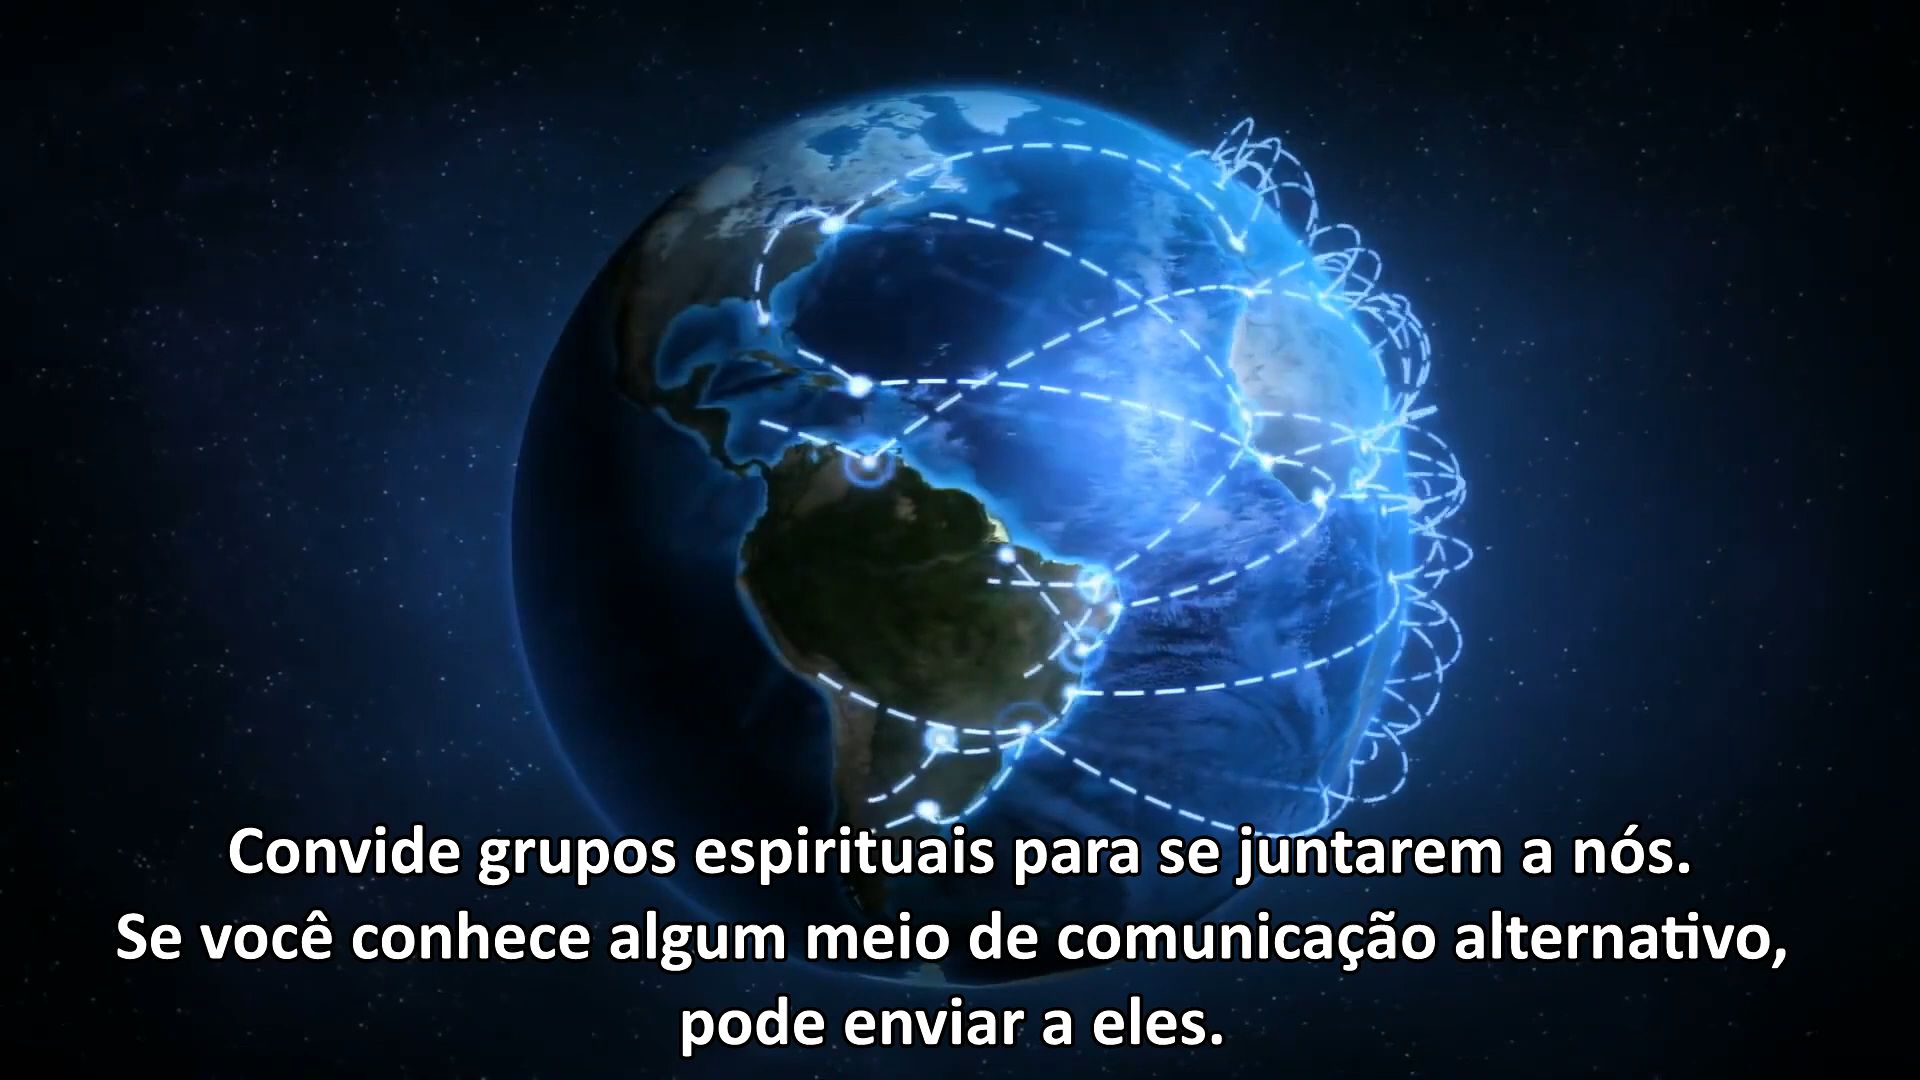 Convide grupos espirituais para se juntarem a nós.
Se você conhece algum meio de comunicação alternativo,
pode enviar a eles.